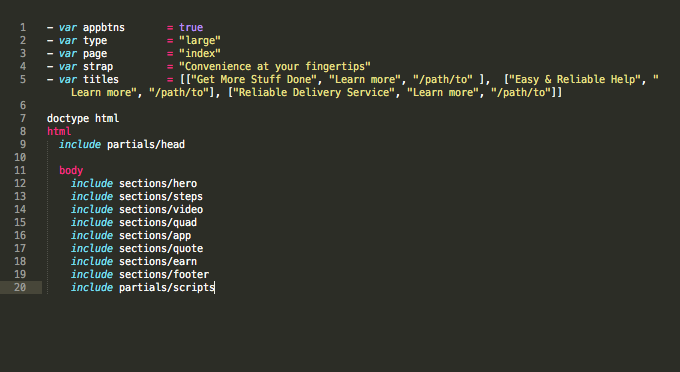 1 - var appbtns = true
2 - var type = "large"
3 - var page = "index"
4 - var strap = "Convenience at your fingertips"
5 - var titles = [["Get More Stuff Done", "Learn more", "/path/to" ], ["Easy & Reliable Help", "
Learn more", "/path/to"], ["Reliable Delivery Service", "Learn more", "/path/to"]]
6
7 doctype html
8 html
9 include partials/head
10
11 body
12 include sections/hero
13 include sections/steps
14 include sections/video
15 include sections/quad
16 include sections/app
17 include sections/quote
18 include sections/earn
19 include sections/footer
20 include partials/scripts